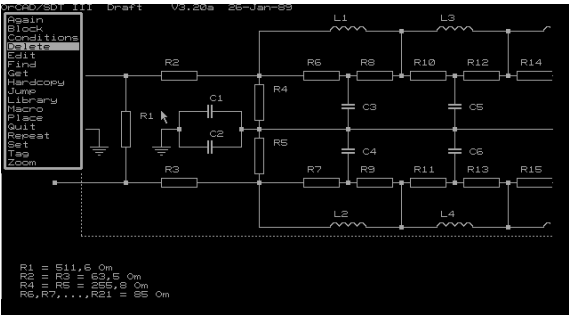 OrCAD/SDT III Draft V3.20a 26-Jan-89
Again
Block
Conditions
Delete
Edit
Find
Get
Hardcopy
Jump
Library
Macro
Place
Quit
Repeat
Set
Tag
Zoom
L1 L3
R2 R6 R8 R10 R12 R14
R4
C1
R1 C3 C5
C2
R5
C4 C6
R3 R7 R9 R11 R13 R15
L2 L4
R1 = 511,6 Om
R2 = R3 = 63,5 Om
R4 = R5 = 255,8 Om
R6,R7,...,R21 = 85 Om